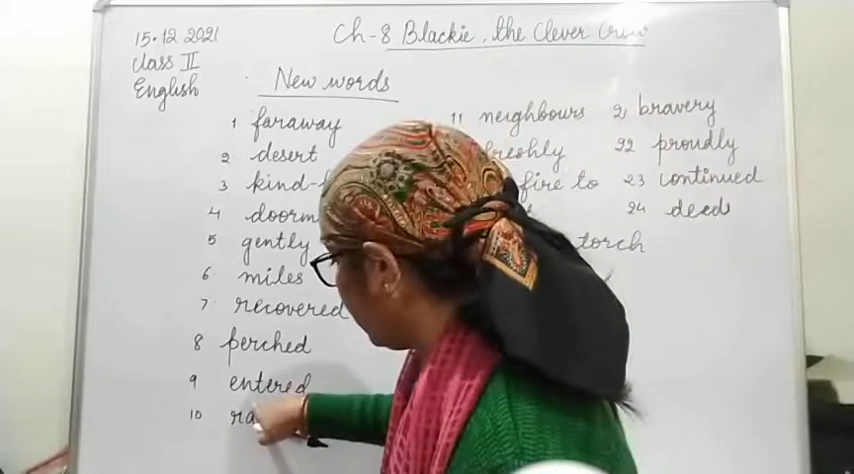 15.12.2021
Class II
English
Ch-8 Blackie, the Clever Crow
New words
1 faraway
2 desert
3 kind-
4
5 gently
6 miles
7 recovered
8 perched
9 entered
10
11 neighbours
freshly
fire to
torch
21 bravery
22 proudly
23 continued
24 deed